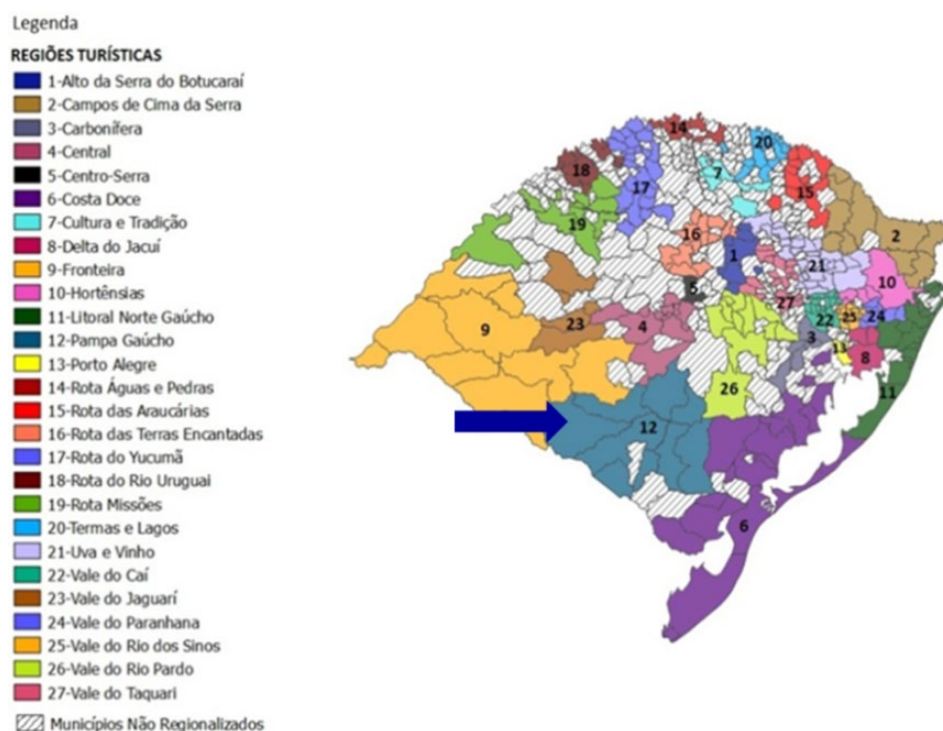 Legenda
REGIÕES TURÍSTICAS
1-Alto da Serra do Botucaraí
2-Campos de Cima da Serra
3-Carbonífera
4-Central
5-Centro-Serra
6-Costa Doce
7-Cultura e Tradição
8-Delta do Jacuí
9-Fronteira
10-Hortênsias
11-Litoral Norte Gaúcho
12-Pampa Gaúcho
13-Porto Alegre
14-Rota Águas e Pedras
15-Rota das Araucárias
16-Rota das Terras Encantadas
17-Rota do Yucumã
18-Rota do Rio Uruguai
19-Rota Missões
20-Termas e Lagos
21-Uva e Vinho
22-Vale do Caí
23-Vale do Jaguarí
24-Vale do Paranhana
25-Vale do Rio dos Sinos
26-Vale do Rio Pardo
27-Vale do Taquari
Municípios Não Regionalizados
14
20
18
7
17
15
19
16
2
1
21
10
5
27
9
23
4
22
25
24
3
13
8
26
11
12
6